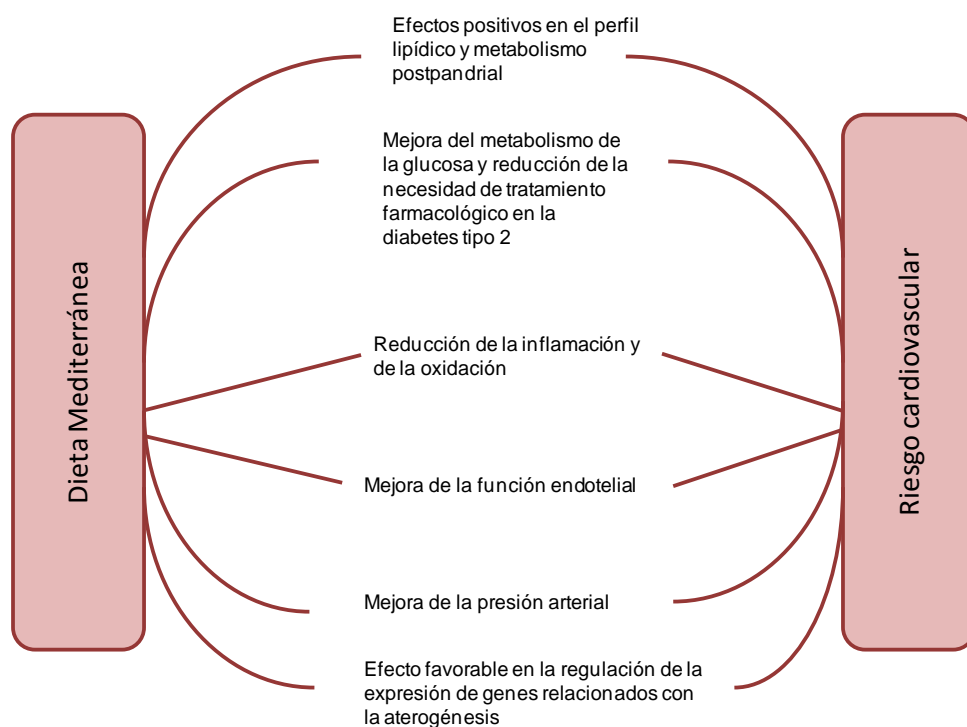 Efectos positivos en el perfil
lipídico y metabolismo
postpandrial
Mejora del metabolismo de
la glucosa y reducción de la
necesidad de tratamiento
farmacológico en la
diabetes tipo 2
Dieta Mediterránea
Riesgo cardiovascular
Reducción de la inflamación y
de la oxidación
Mejora de la función endotelial
Mejora de la presión arterial
Efecto favorable en la regulación de la
expresión de genes relacionados con
la aterogénesis